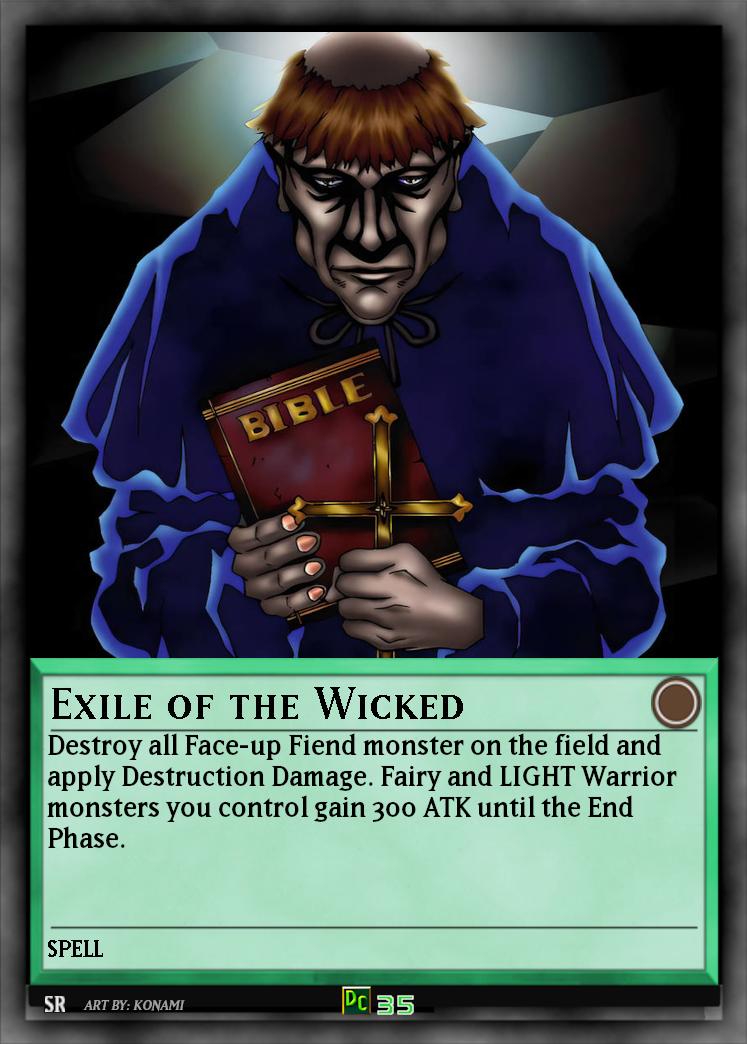 BIBLE
Exile of the Wicked
Destroy all Face-up Fiend monster on the field and
apply Destruction Damage. Fairy and LIGHT Warrior
monsters you control gain 300 ATK until the End
Phase.
SPELL
SR ART BY: KONAMI PC 35